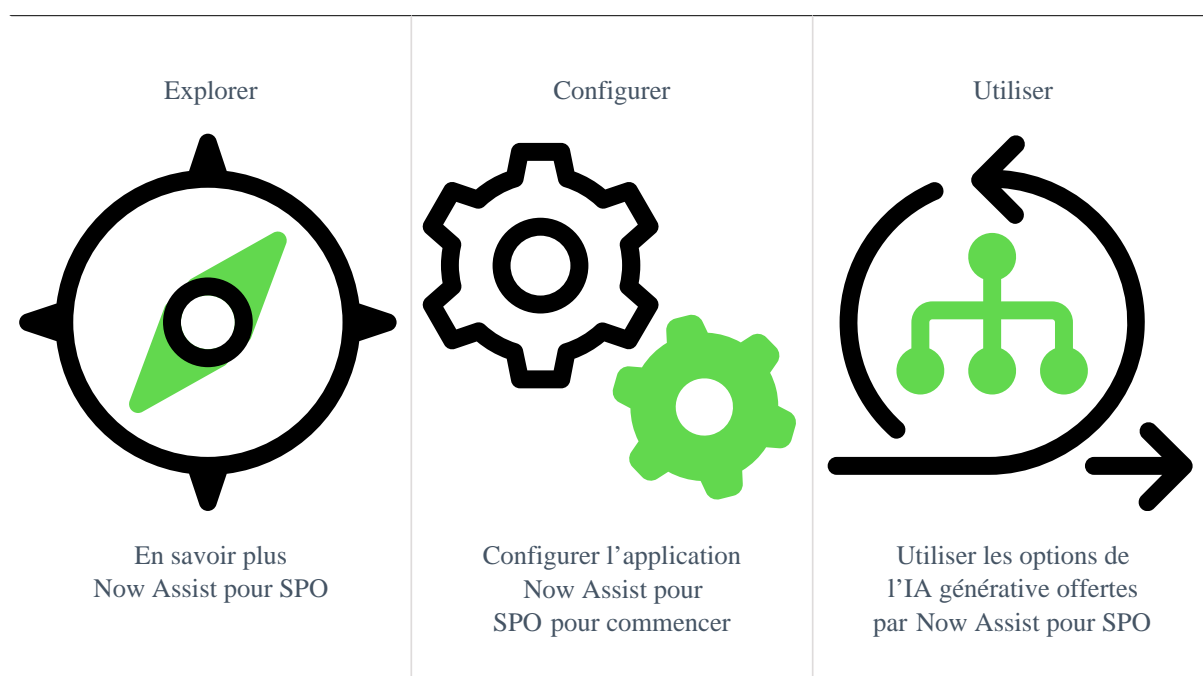 Explorer
Configurer
Utiliser
En savoir plus
Now Assist pour SPO
Configurer l’application
Now Assist pour
SPO pour commencer
Utiliser les options de
l’IA générative offertes
par Now Assist pour SPO